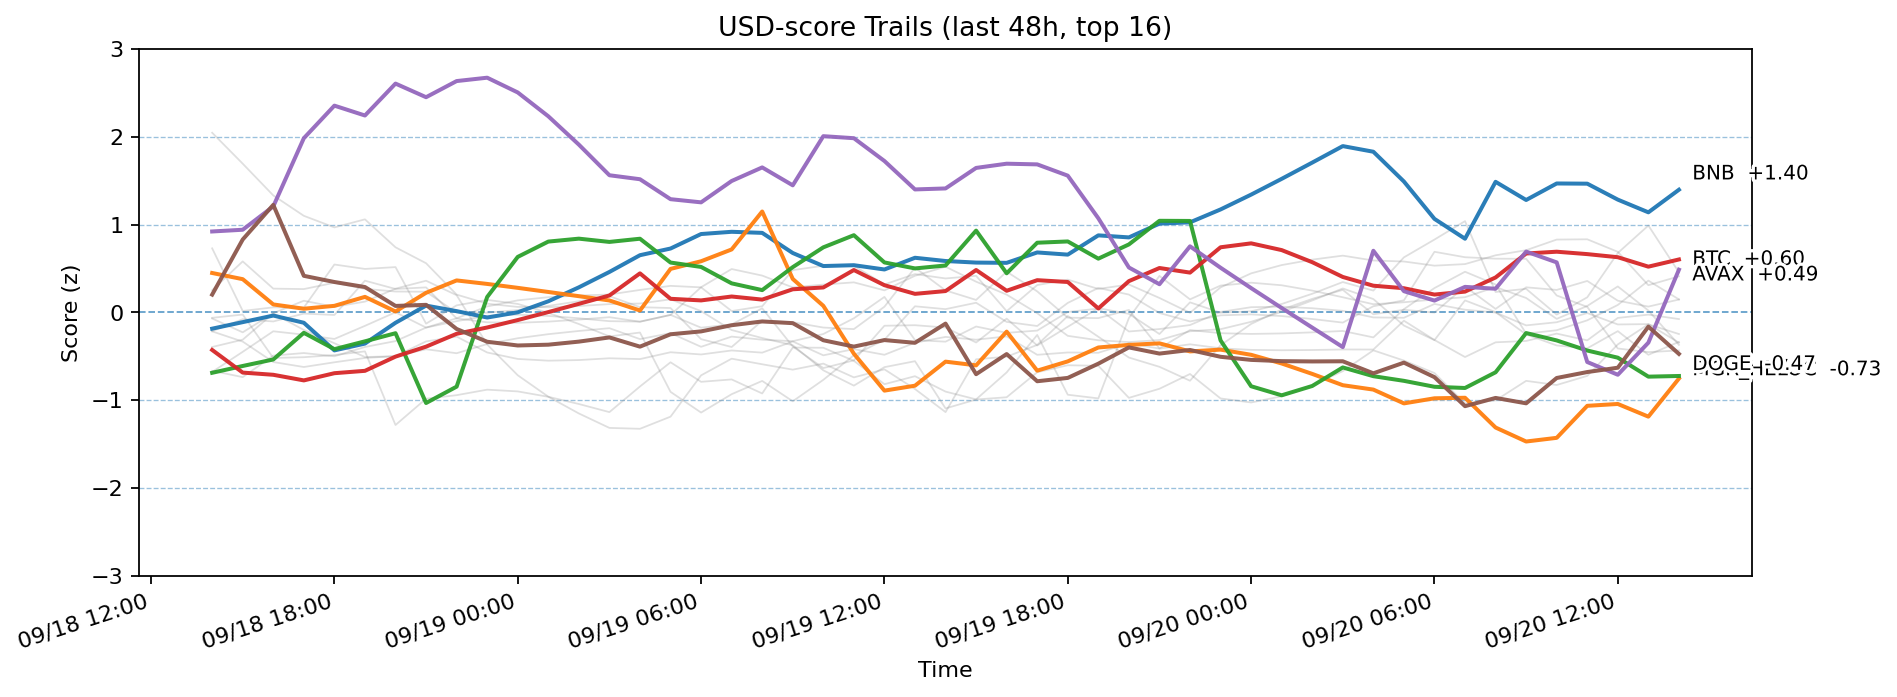 USD-score Trails (last 48h, top 16)
3
2
1
0
−1
−2
−3
Score (z)
BNB +1.40
BTC +0.60
AVAX +0.49
DOGE -0.47
-0.73
09/18 12:00
09/18 18:00
09/19 00:00
09/19 06:00
09/19 12:00
09/19 18:00
09/20 00:00
09/20 06:00
09/20 12:00
Time